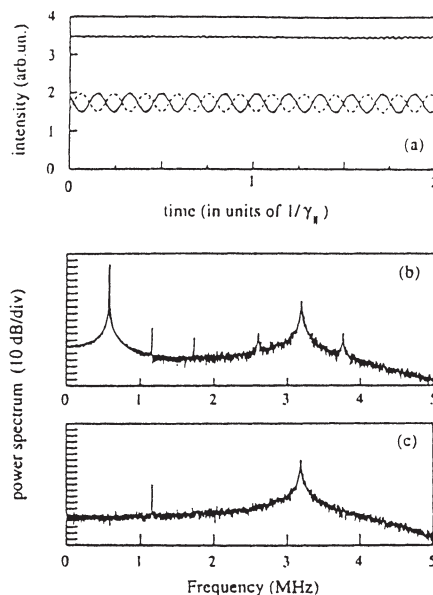 4
3
2
1
0
intensity (arb.un.)
(a)
0 1 2
time (in units of 1/γ∥)
(b)
0 1 2 3 4 5
power spectrum (10 dB/div)
(c)
0 1 2 3 4 5
Frequency (MHz)